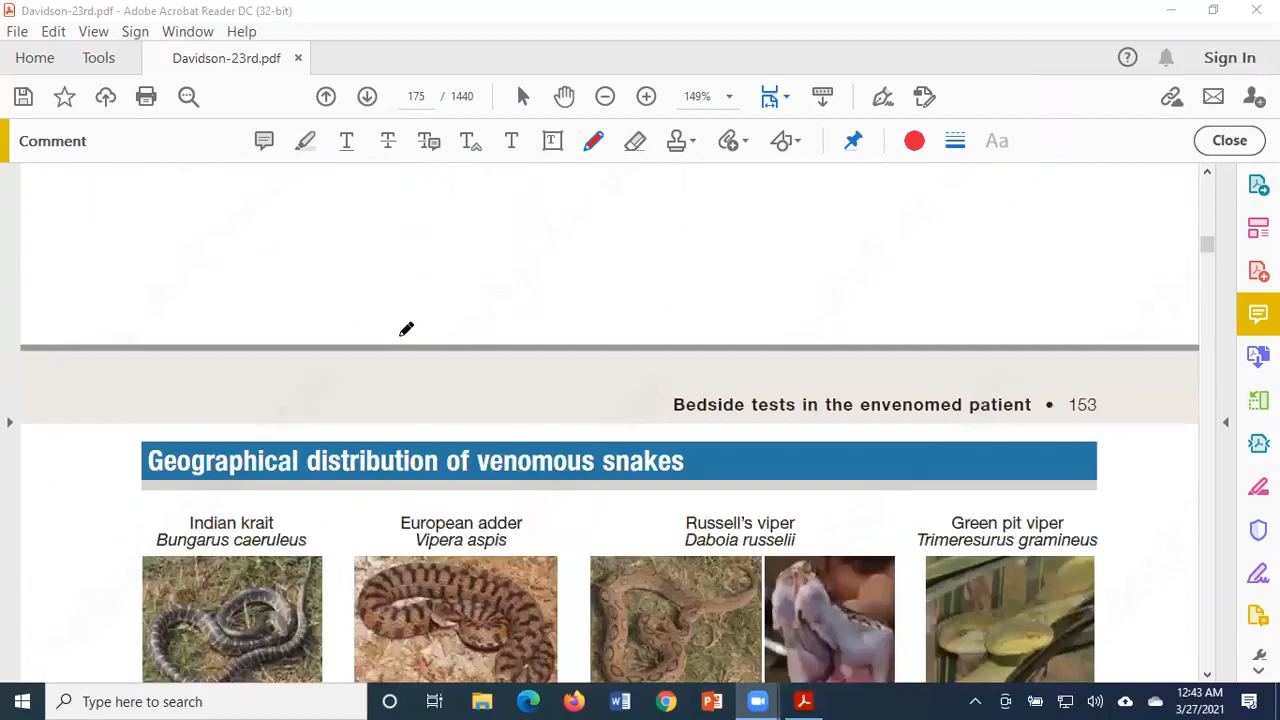 Davidson-23rd.pdf - Adobe Acrobat Reader DC (32-bit)
File Edit View Sign Window Help
Home Tools Davidson-23rd.pdf × Sign In
175 / 1440 149%
Comment Aa Close
Bedside tests in the envenomed patient • 153
Geographical distribution of venomous snakes
Indian krait
Bungarus caeruleus
European adder
Vipera aspis
Russell's viper
Daboia russelii
Green pit viper
Trimeresurus gramineus
Type here to search
12:43 AM
3/27/2021